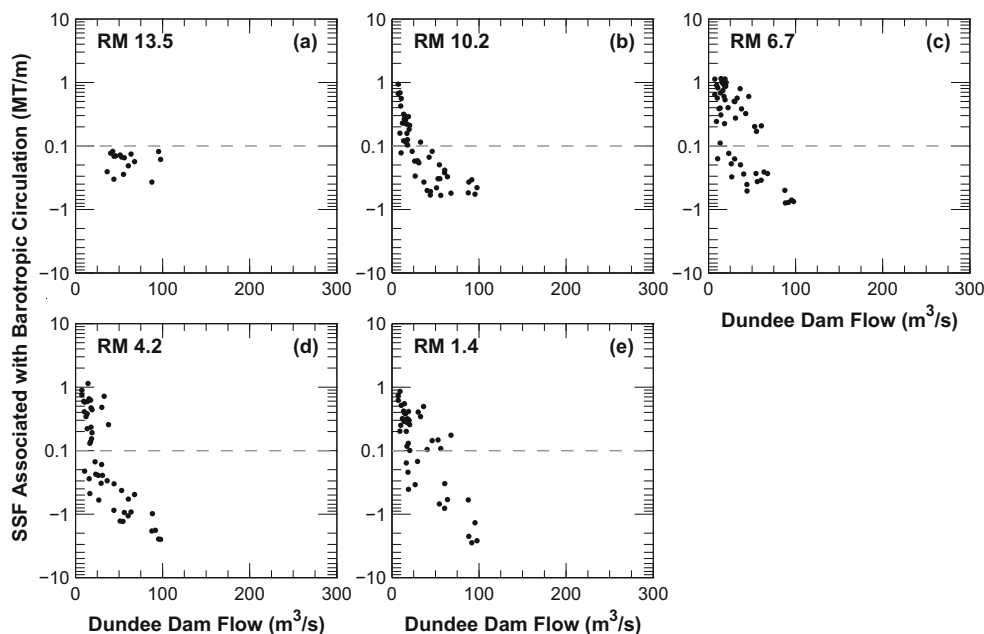 SSF Associated with Barotropic Circulation (MT/m)
RM 13.5 (a)
10
1
0.1
−1
−10
0 100 200 300
RM 10.2 (b)
10
1
0.1
−1
−10
0 100 200 300
RM 6.7 (c)
10
1
0.1
−1
−10
0 100 200 300
Dundee Dam Flow (m³/s)
RM 4.2 (d)
10
1
0.1
−1
−10
0 100 200 300
Dundee Dam Flow (m³/s)
RM 1.4 (e)
10
1
0.1
−1
−10
0 100 200 300
Dundee Dam Flow (m³/s)